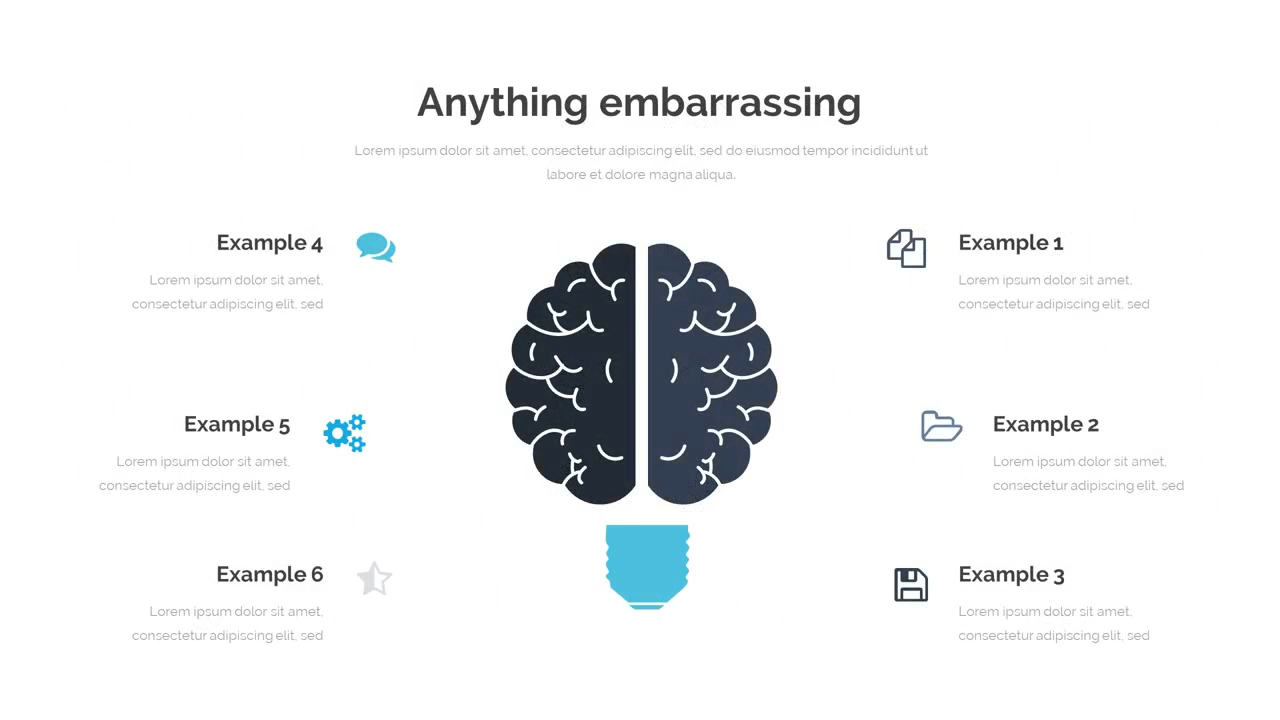 Anything embarrassing
Lorem ipsum dolor sit amet, consectetur adipiscing elit, sed do eiusmod tempor incididunt ut
labore et dolore magna aliqua.
Example 4
Lorem ipsum dolor sit amet,
consectetur adipiscing elit, sed
Example 5
Lorem ipsum dolor sit amet,
consectetur adipiscing elit, sed
Example 6
Lorem ipsum dolor sit amet,
consectetur adipiscing elit, sed
Example 1
Lorem ipsum dolor sit amet,
consectetur adipiscing elit, sed
Example 2
Lorem ipsum dolor sit amet,
consectetur adipiscing elit, sed
Example 3
Lorem ipsum dolor sit amet,
consectetur adipiscing elit, sed